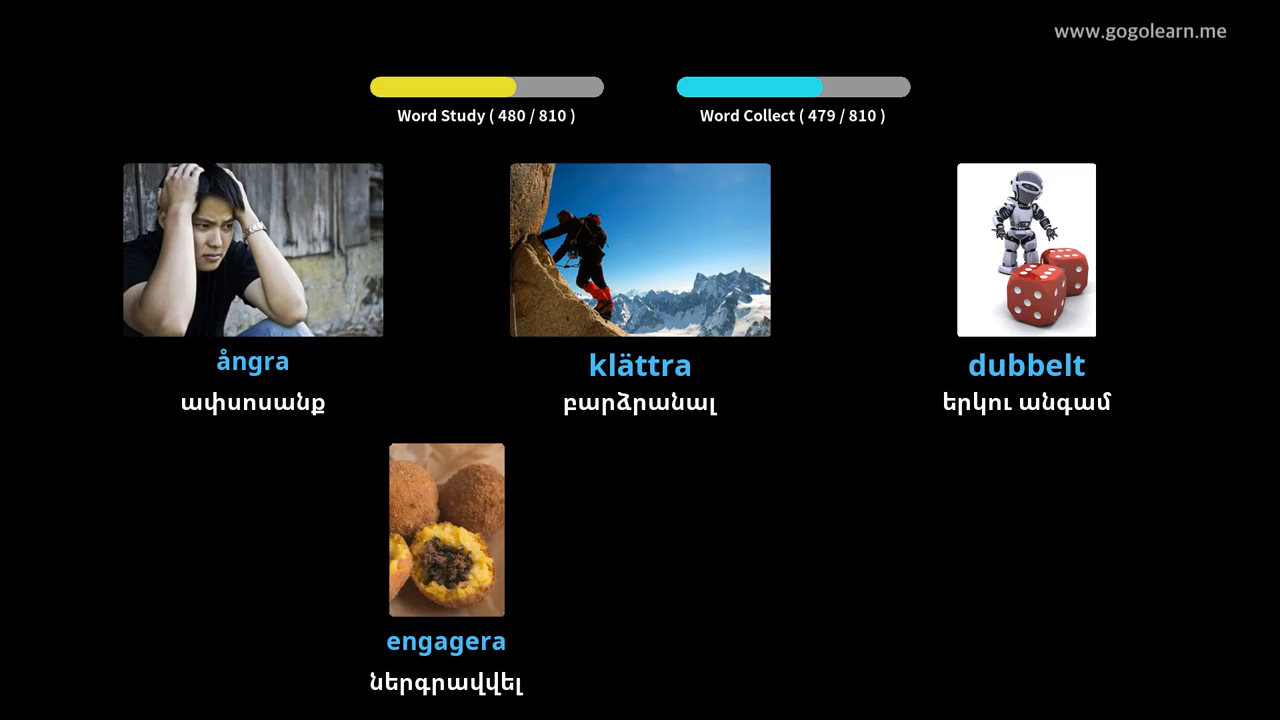 www.gogolearn.me
Word Study ( 480 / 810 )
Word Collect ( 479 / 810 )
ångra
ափսոսանք
klättra
բարձրանալ
dubbelt
երկու անգամ
engagera
ներգրավվել